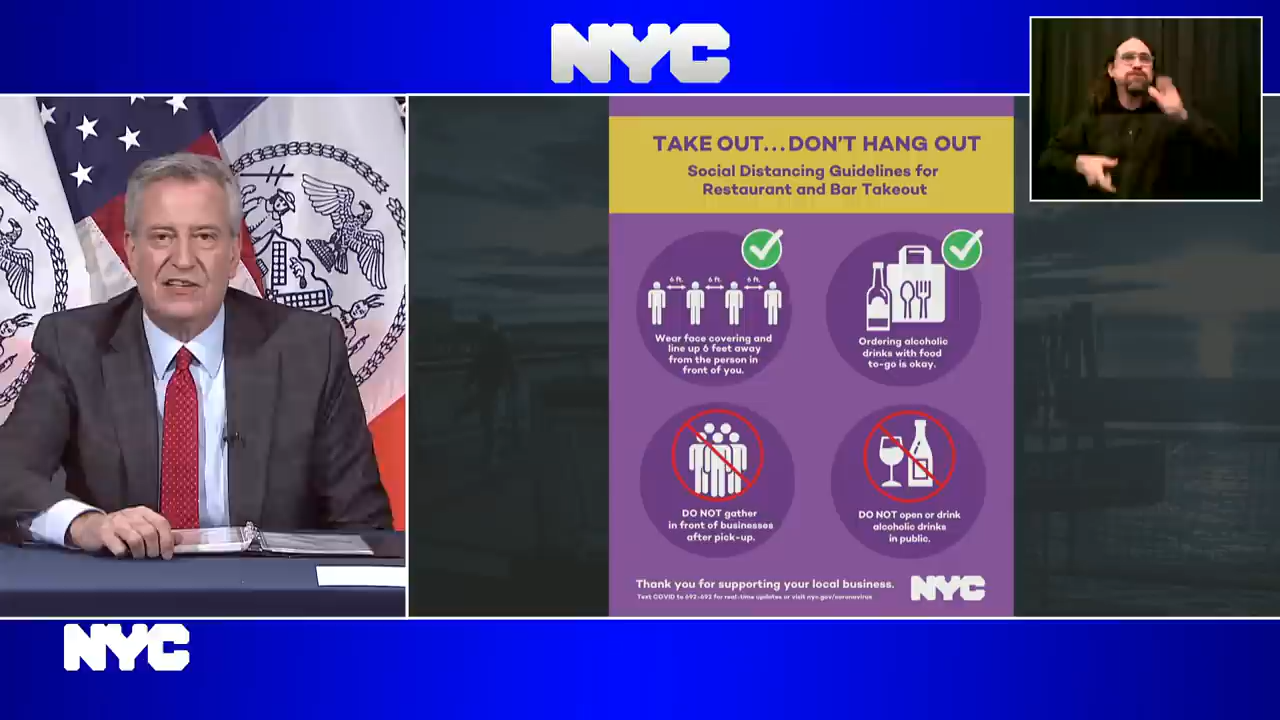 NYC
TAKE OUT...DON'T HANG OUT
Social Distancing Guidelines for
Restaurant and Bar Takeout
6 ft. 6 ft. 6 ft.
Wear face covering and
line up 6 feet away
from the person in
front of you.
Ordering alcoholic
drinks with food
to-go is okay.
DO NOT gather
in front of businesses
after pick-up.
DO NOT open or drink
alcoholic drinks
in public.
Thank you for supporting your local business.
Text COVID to 692-692 for real-time updates or visit nyc.gov/coronavirus
NYC
NYC